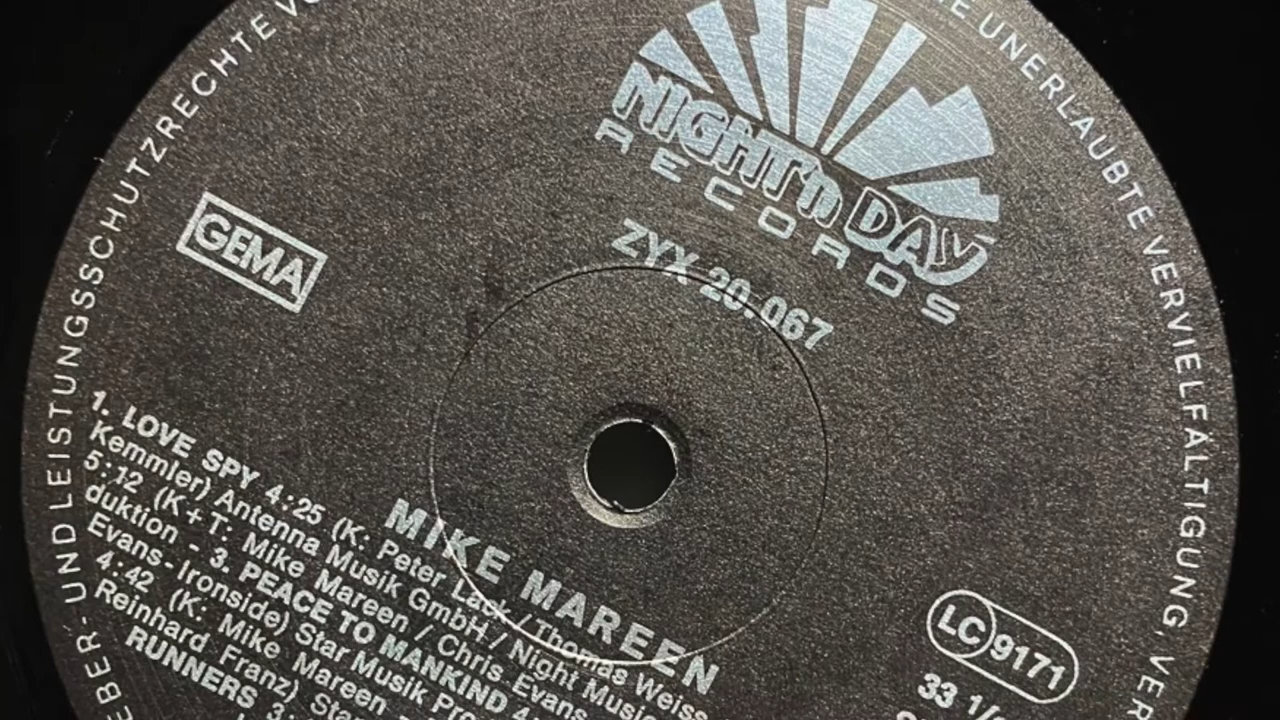 UND LEISTUNGSSCHUTZRECHTE
UNERLAUBTE VERVIELFÄLTIGUNG,
NIGHT'n DAY
RECORDS
ZYX 20.067
GEMA
MIKE MAREEN
1. LOVE SPY 4:25 (K: Peter Lack / Thomas Weiss
Kemmler) Antenna Musik GmbH / Night Music
5:12 (K+T: Mike Mareen / Chris Evans
duktion - 3. PEACE TO MANKIND
Evans-Ironside) Star Musik Pro
4:42 (K: Mike Mareen
Reinhard Franz)
RUNNERS
LC 9171
33